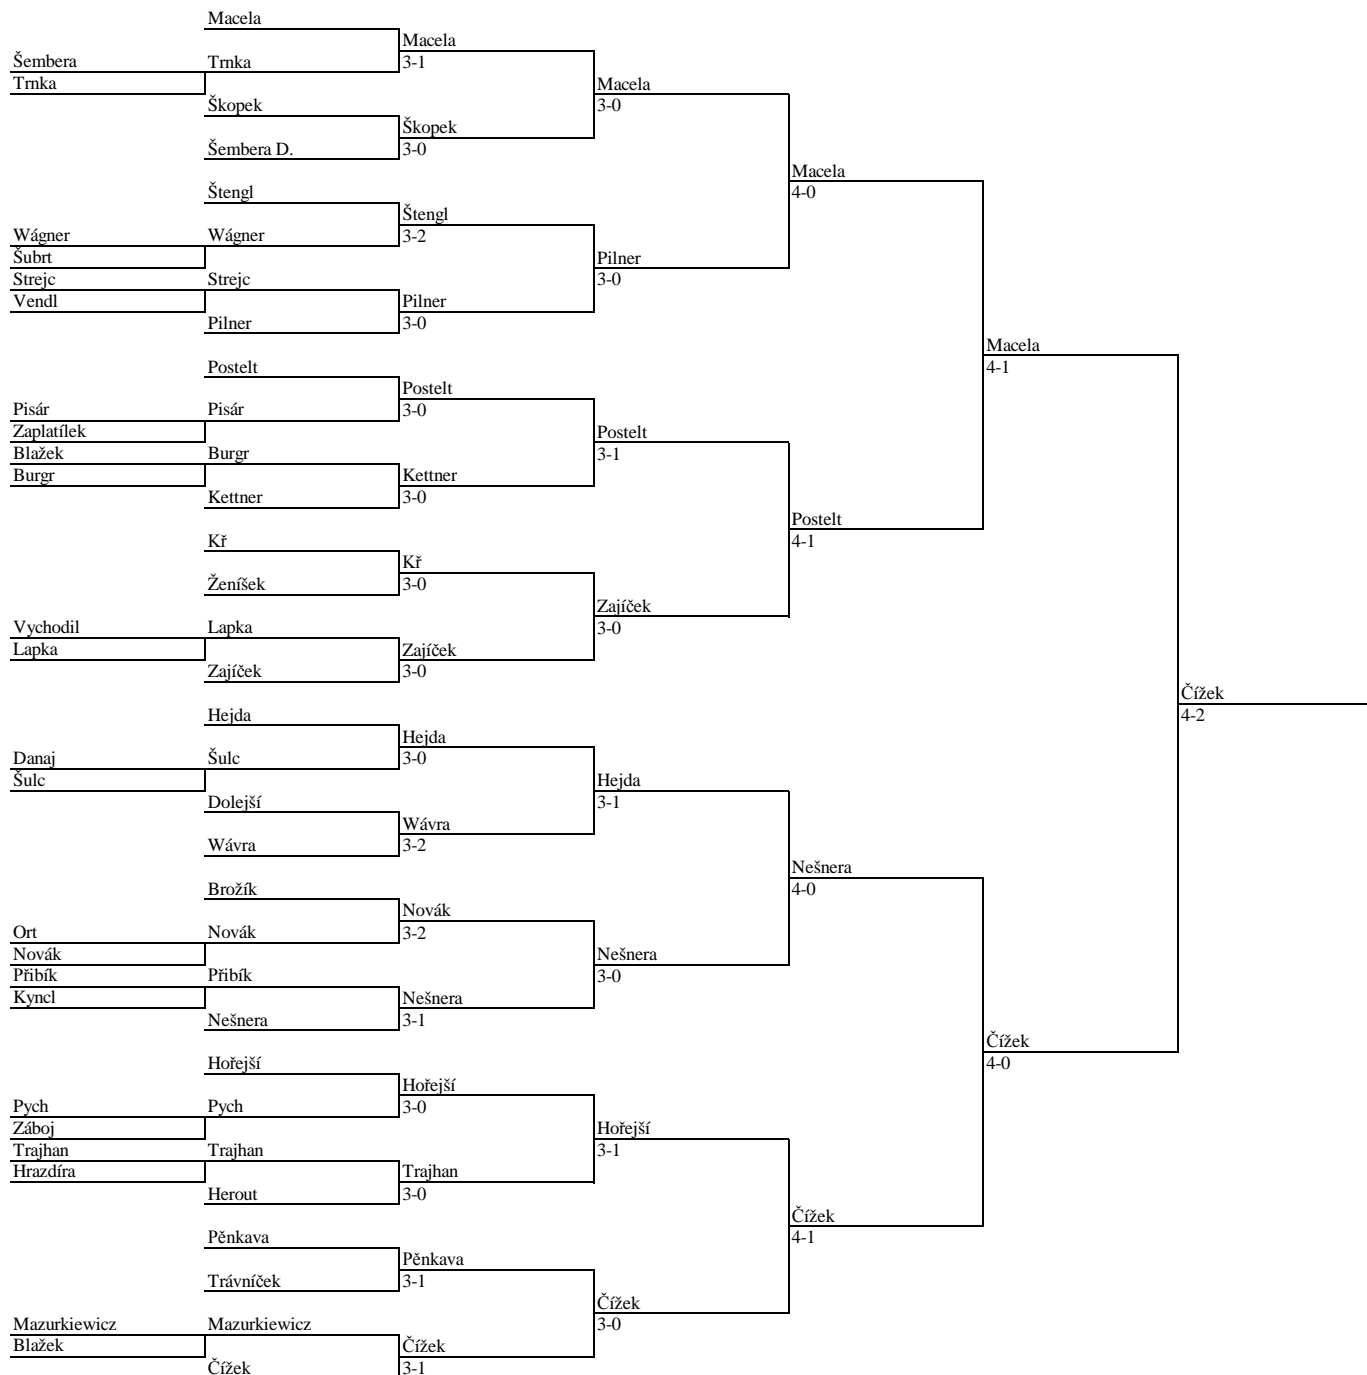 Macela
Macela
Šembera
Trnka
3-1
Trnka
Macela
3-0
Škopek
Škopek
Šembera D.
3-0
Macela
4-0
Štengl
Štengl
Wágner
Wágner
3-2
Šubrt
Pilner
Strejc
Strejc
3-0
Vendl
Pilner
Pilner
3-0
Macela
4-1
Postelt
Postelt
Pisár
Pisár
3-0
Zaplatílek
Postelt
Blažek
Burgr
3-1
Burgr
Kettner
Kettner
3-0
Postelt
4-1
Kř
Kř
Ženíšek
3-0
Zajíček
Vychodil
Lapka
3-0
Lapka
Zajíček
Zajíček
3-0
Čížek
4-2
Hejda
Hejda
Danaj
Šulc
3-0
Šulc
Hejda
Dolejší
3-1
Wávra
Wávra
3-2
Nešnera
4-0
Brožík
Novák
Ort
Novák
3-2
Novák
Nešnera
Přibík
Přibík
3-0
Kyncl
Nešnera
Nešnera
3-1
Čížek
4-0
Hořejší
Hořejší
Pych
Pych
3-0
Záboj
Hořejší
Trajhan
Trajhan
3-1
Hrazdíra
Trajhan
Herout
3-0
Čížek
4-1
Pěnkava
Pěnkava
Trávníček
3-1
Čížek
Mazurkiewicz
Mazurkiewicz
3-0
Blažek
Čížek
Čížek
3-1